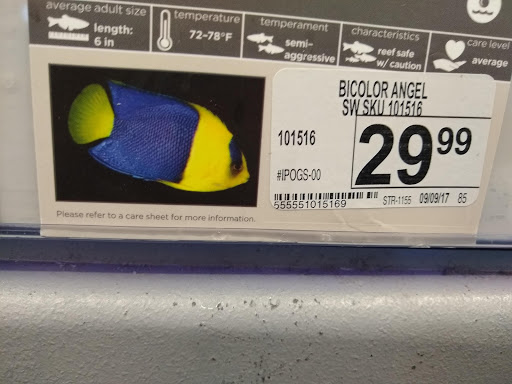 average adult size
length:
6 in
temperature
72-78°F
temperament
semi-
aggressive
characteristics
reef safe
w/ caution
care level
average
BICOLOR ANGEL
SW SKU 101516
101516
29 99
#IPOGS-00
555551015169
STR-1155 09/09/17 85
Please refer to a care sheet for more information.